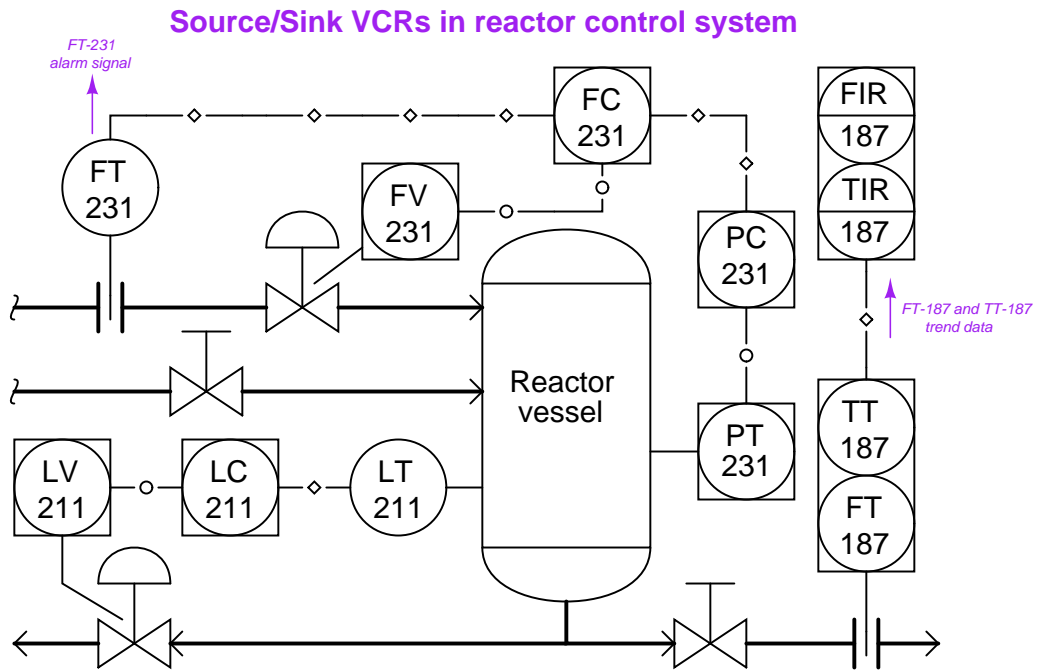 Source/Sink VCRs in reactor control system
FT-231
alarm signal
FT
231
FC
231
FIR
187
TIR
187
FV
231
PC
231
FT-187 and TT-187
trend data
Reactor
vessel
TT
187
PT
231
LV
211
LC
211
LT
211
FT
187